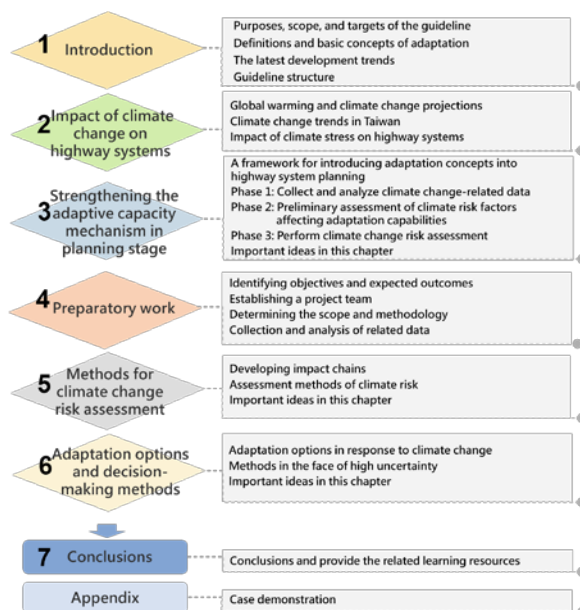 1 Introduction
Purposes, scope, and targets of the guideline
Definitions and basic concepts of adaptation
The latest development trends
Guideline structure
2 Impact of climate
change on
highway systems
Global warming and climate change projections
Climate change trends in Taiwan
Impact of climate stress on highway systems
3 Strengthening the
adaptive capacity
mechanism in
planning stage
A framework for introducing adaptation concepts into
highway system planning
Phase 1: Collect and analyze climate change-related data
Phase 2: Preliminary assessment of climate risk factors
affecting adaptation capabilities
Phase 3: Perform climate change risk assessment
Important ideas in this chapter
4 Preparatory work
Identifying objectives and expected outcomes
Establishing a project team
Determining the scope and methodology
Collection and analysis of related data
5 Methods for
climate change
risk assessment
Developing impact chains
Assessment methods of climate risk
Important ideas in this chapter
6 Adaptation options
and decision-
making methods
Adaptation options in response to climate change
Methods in the face of high uncertainty
Important ideas in this chapter
7 Conclusions
Conclusions and provide the related learning resources
Appendix
Case demonstration